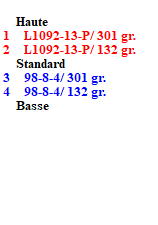 Haute
1 L1092-13-P/ 301 gr.
2 L1092-13-P/ 132 gr.
Standard
3 98-8-4/ 301 gr.
4 98-8-4/ 132 gr.
Basse